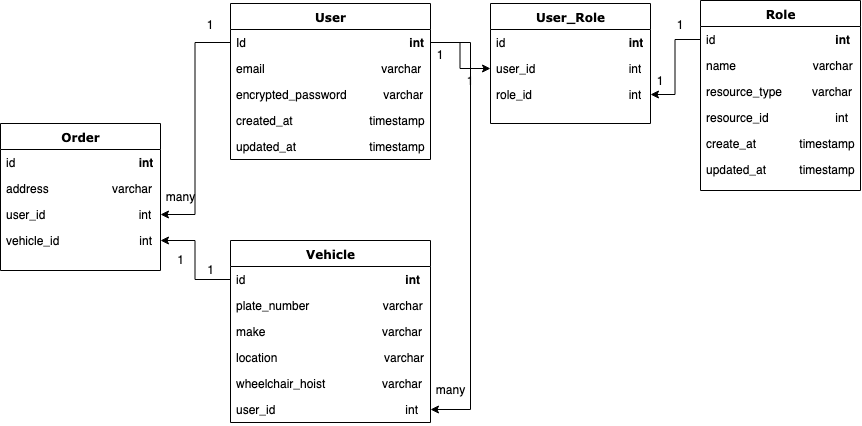 User
Id int
email varchar
encrypted_password varchar
created_at timestamp
updated_at timestamp
User_Role
id int
user_id int
role_id int
Role
id int
name varchar
resource_type varchar
resource_id int
create_at timestamp
updated_at timestamp
Order
id int
address varchar
user_id int
vehicle_id int
Vehicle
id int
plate_number varchar
make varchar
location varchar
wheelchair_hoist varchar
user_id int
1
many
1
1
1
1
many
1
1